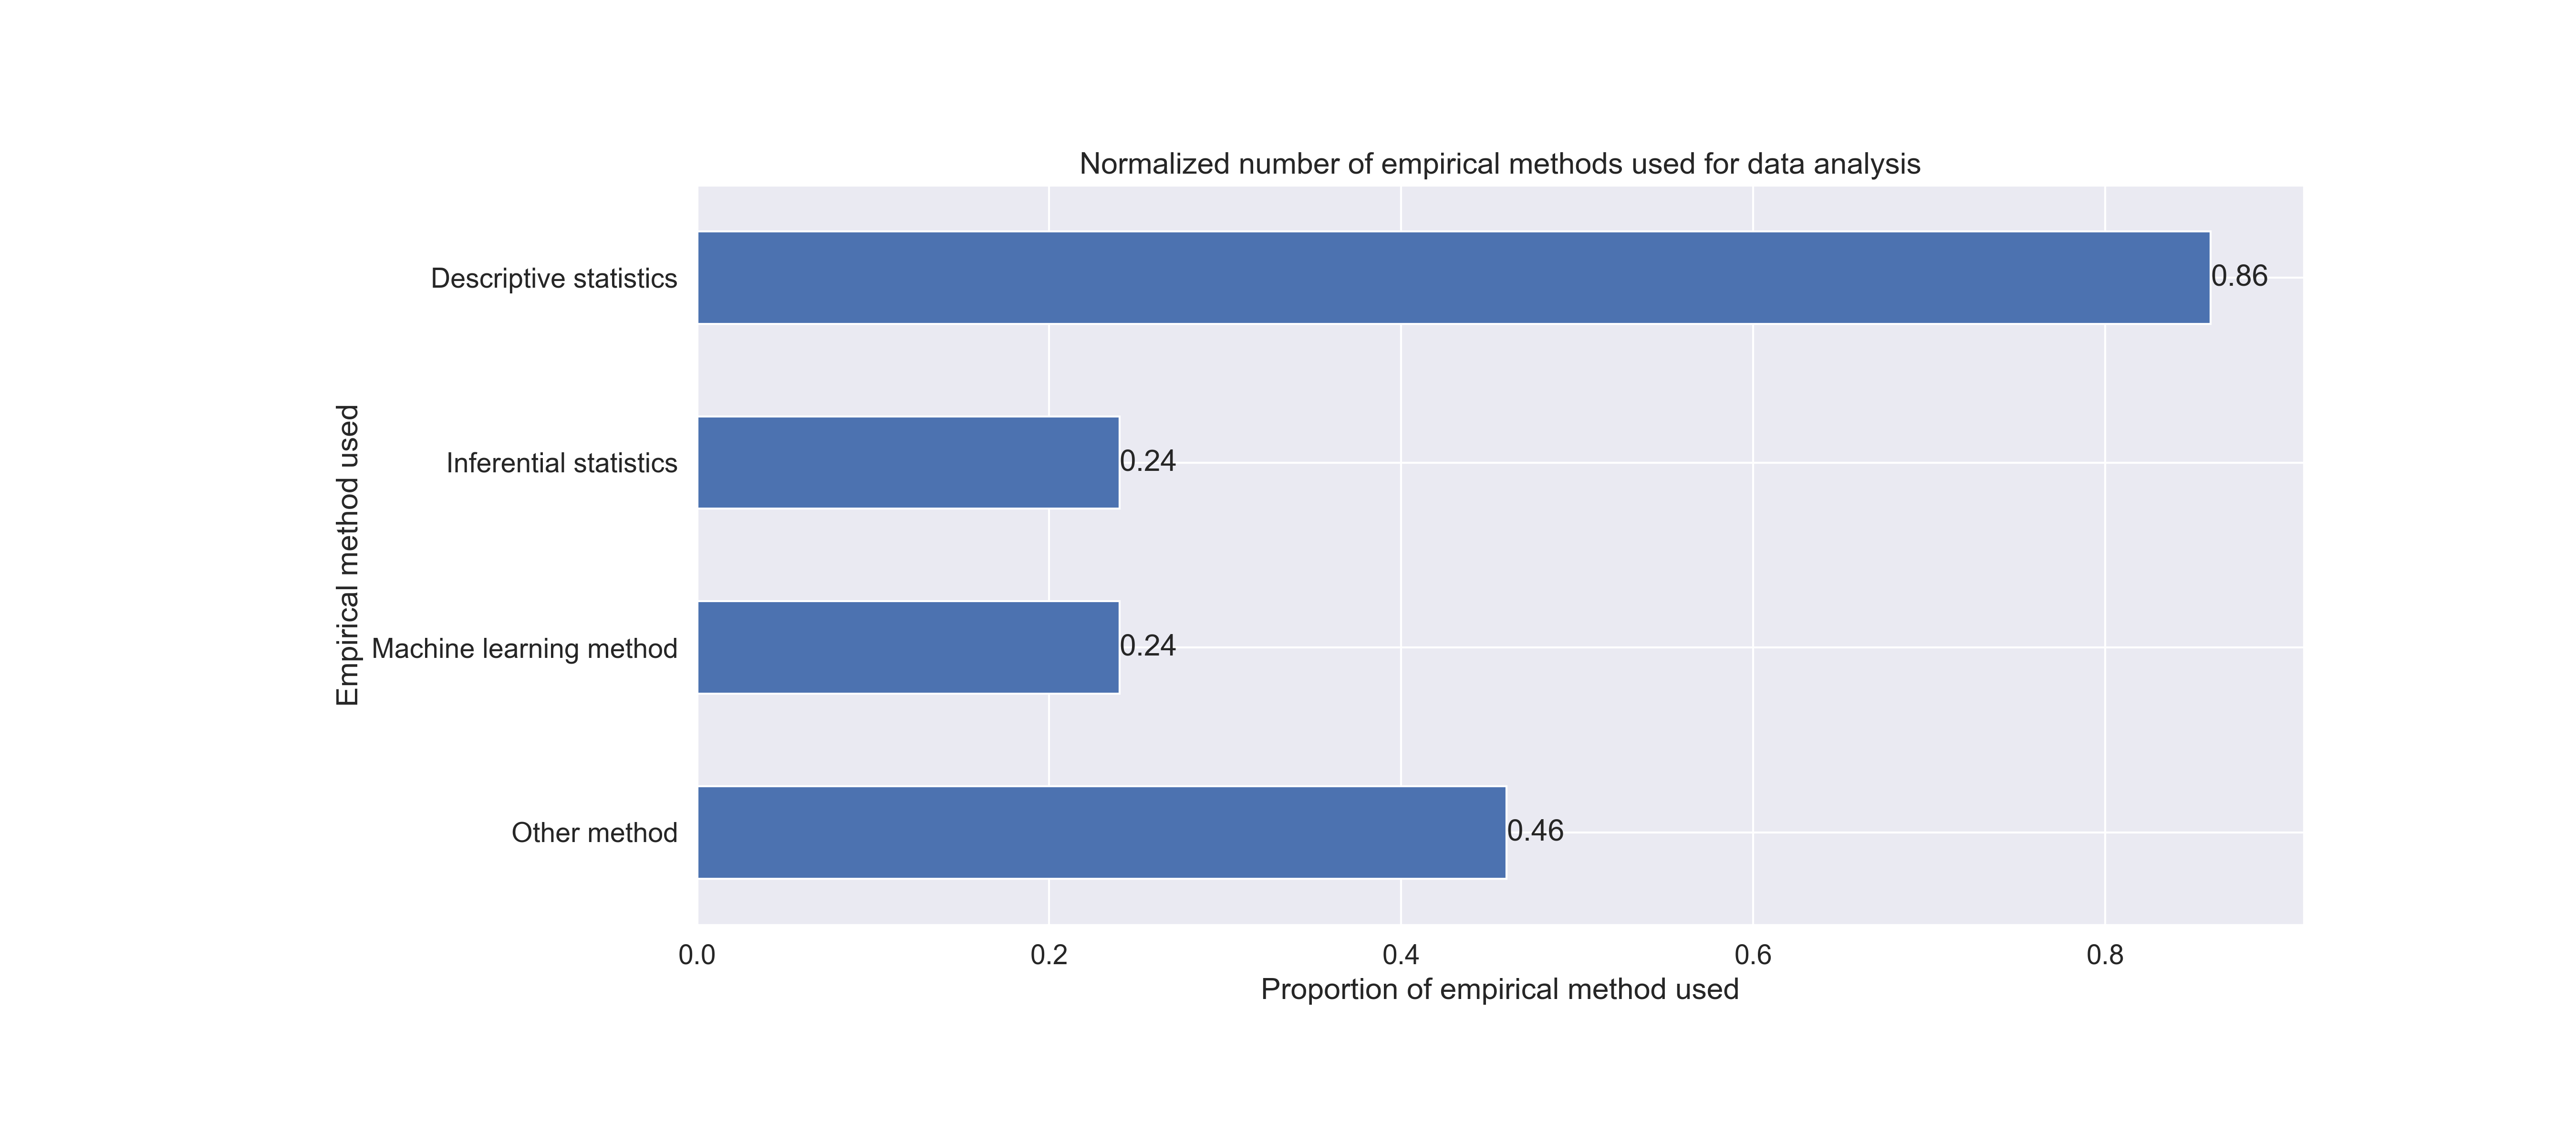 Normalized number of empirical methods used for data analysis
Empirical method used
Descriptive statistics
0.86
Inferential statistics
0.24
Machine learning method
0.24
Other method
0.46
0.0 0.2 0.4 0.6 0.8
Proportion of empirical method used